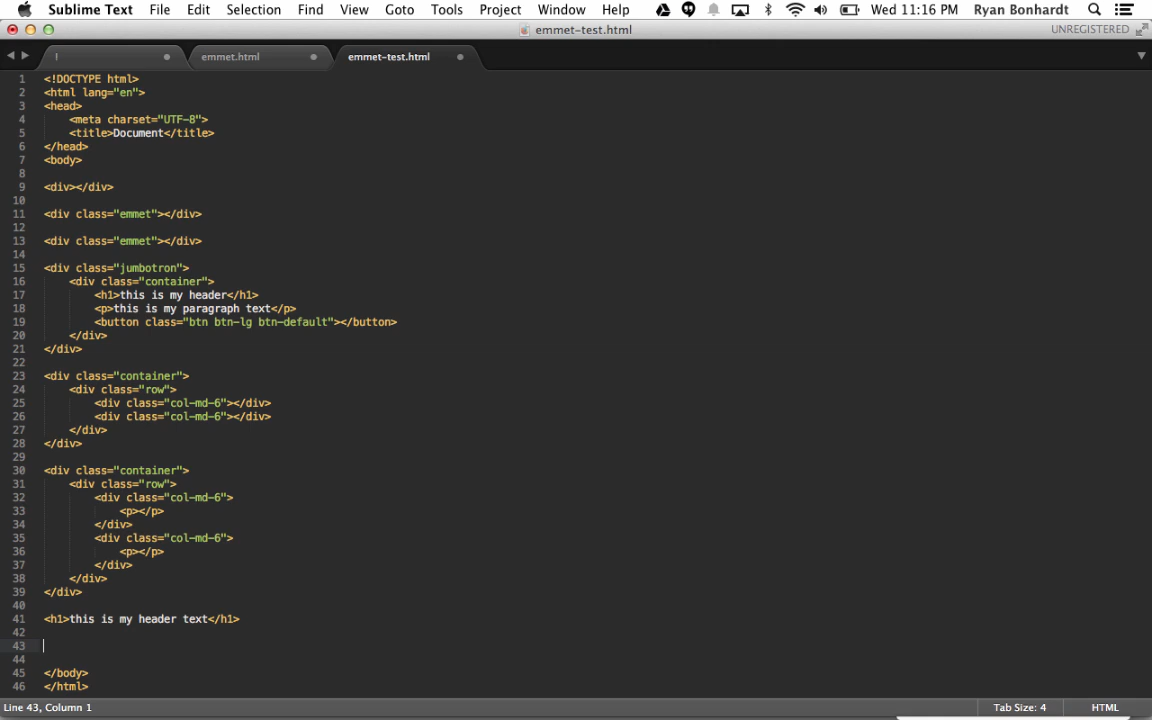 Sublime Text File Edit Selection Find View Goto Tools Project Window Help Wed 11:16 PM Ryan Bonhardt
emmet-test.html UNREGISTERED
! emmet.html emmet-test.html
1 <!DOCTYPE html>
2 <html lang="en">
3 <head>
4 <meta charset="UTF-8">
5 <title>Document</title>
6 </head>
7 <body>
8
9 <div></div>
10
11 <div class="emmet"></div>
12
13 <div class="emmet"></div>
14
15 <div class="jumbotron">
16 <div class="container">
17 <h1>this is my header</h1>
18 <p>this is my paragraph text</p>
19 <button class="btn btn-lg btn-default"></button>
20 </div>
21 </div>
22
23 <div class="container">
24 <div class="row">
25 <div class="col-md-6"></div>
26 <div class="col-md-6"></div>
27 </div>
28 </div>
29
30 <div class="container">
31 <div class="row">
32 <div class="col-md-6">
33 <p></p>
34 </div>
35 <div class="col-md-6">
36 <p></p>
37 </div>
38 </div>
39 </div>
40
41 <h1>this is my header text</h1>
42
43
44
45 </body>
46 </html>
Line 43, Column 1 Tab Size: 4 HTML